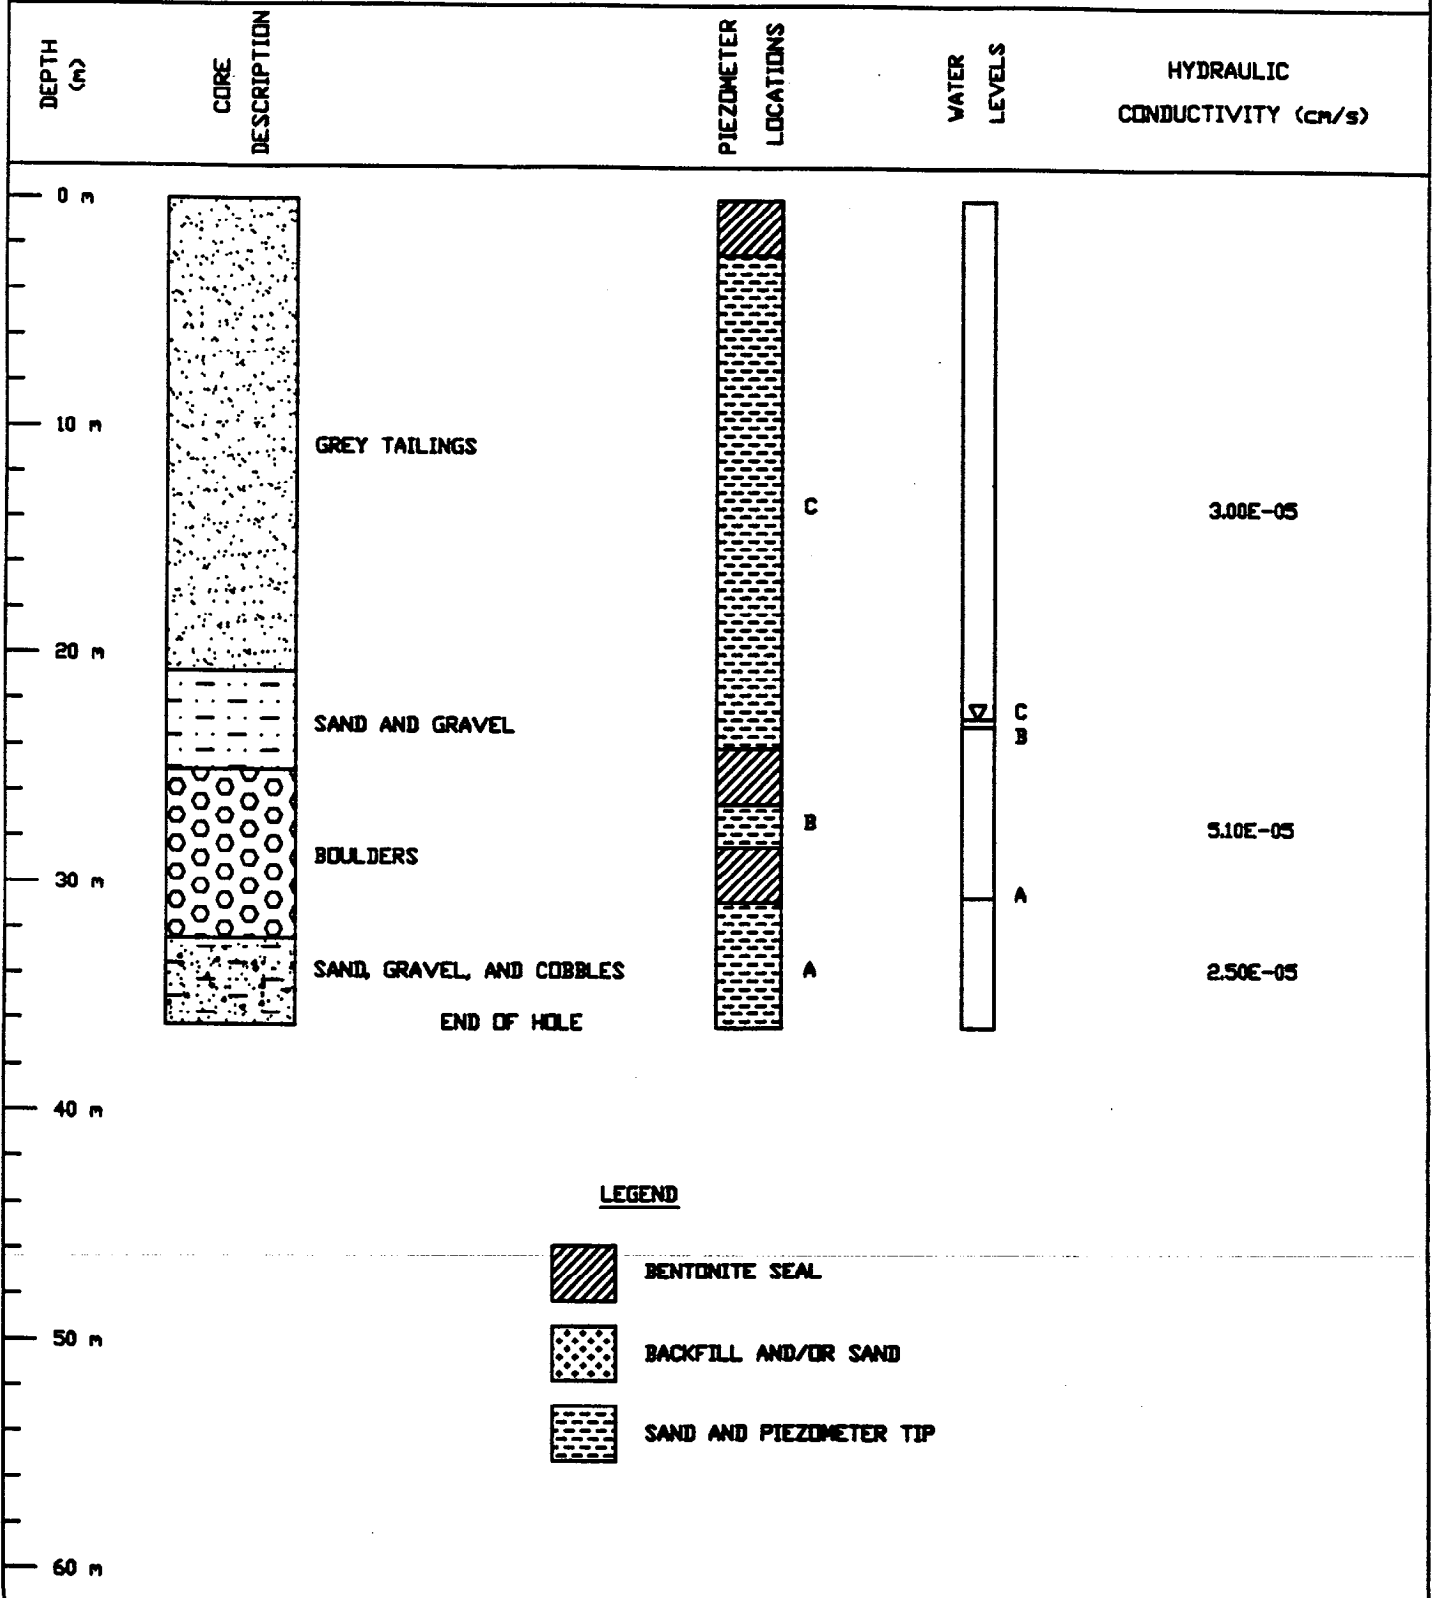 DEPTH
(m)
CORE
DESCRIPTION
PIEZOMETER
LOCATIONS
WATER
LEVELS
HYDRAULIC
CONDUCTIVITY (cm/s)
0 m
10 m
GREY TAILINGS
C
3.00E-05
20 m
SAND AND GRAVEL
C
B
B
5.10E-05
BOULDERS
30 m
A
SAND, GRAVEL, AND COBBLES
A
2.50E-05
END OF HOLE
40 m
LEGEND
BENTONITE SEAL
50 m
BACKFILL AND/OR SAND
SAND AND PIEZOMETER TIP
60 m